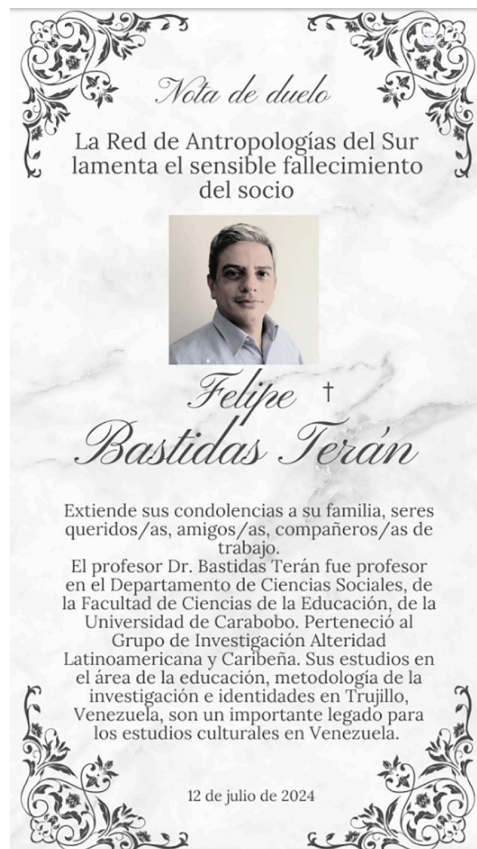 Nota de duelo
La Red de Antropologías del Sur
lamenta el sensible fallecimiento
del socio
Felipe †
Bastidas Terán
Extiende sus condolencias a su familia, seres
queridos/as, amigos/as, compañeros/as de
trabajo.
El profesor Dr. Bastidas Terán fue profesor
en el Departamento de Ciencias Sociales, de
la Facultad de Ciencias de la Educación, de la
Universidad de Carabobo. Perteneció al
Grupo de Investigación Alteridad
Latinoamericana y Caribeña. Sus estudios en
el área de la educación, metodología de la
investigación e identidades en Trujillo,
Venezuela, son un importante legado para
los estudios culturales en Venezuela.
12 de julio de 2024